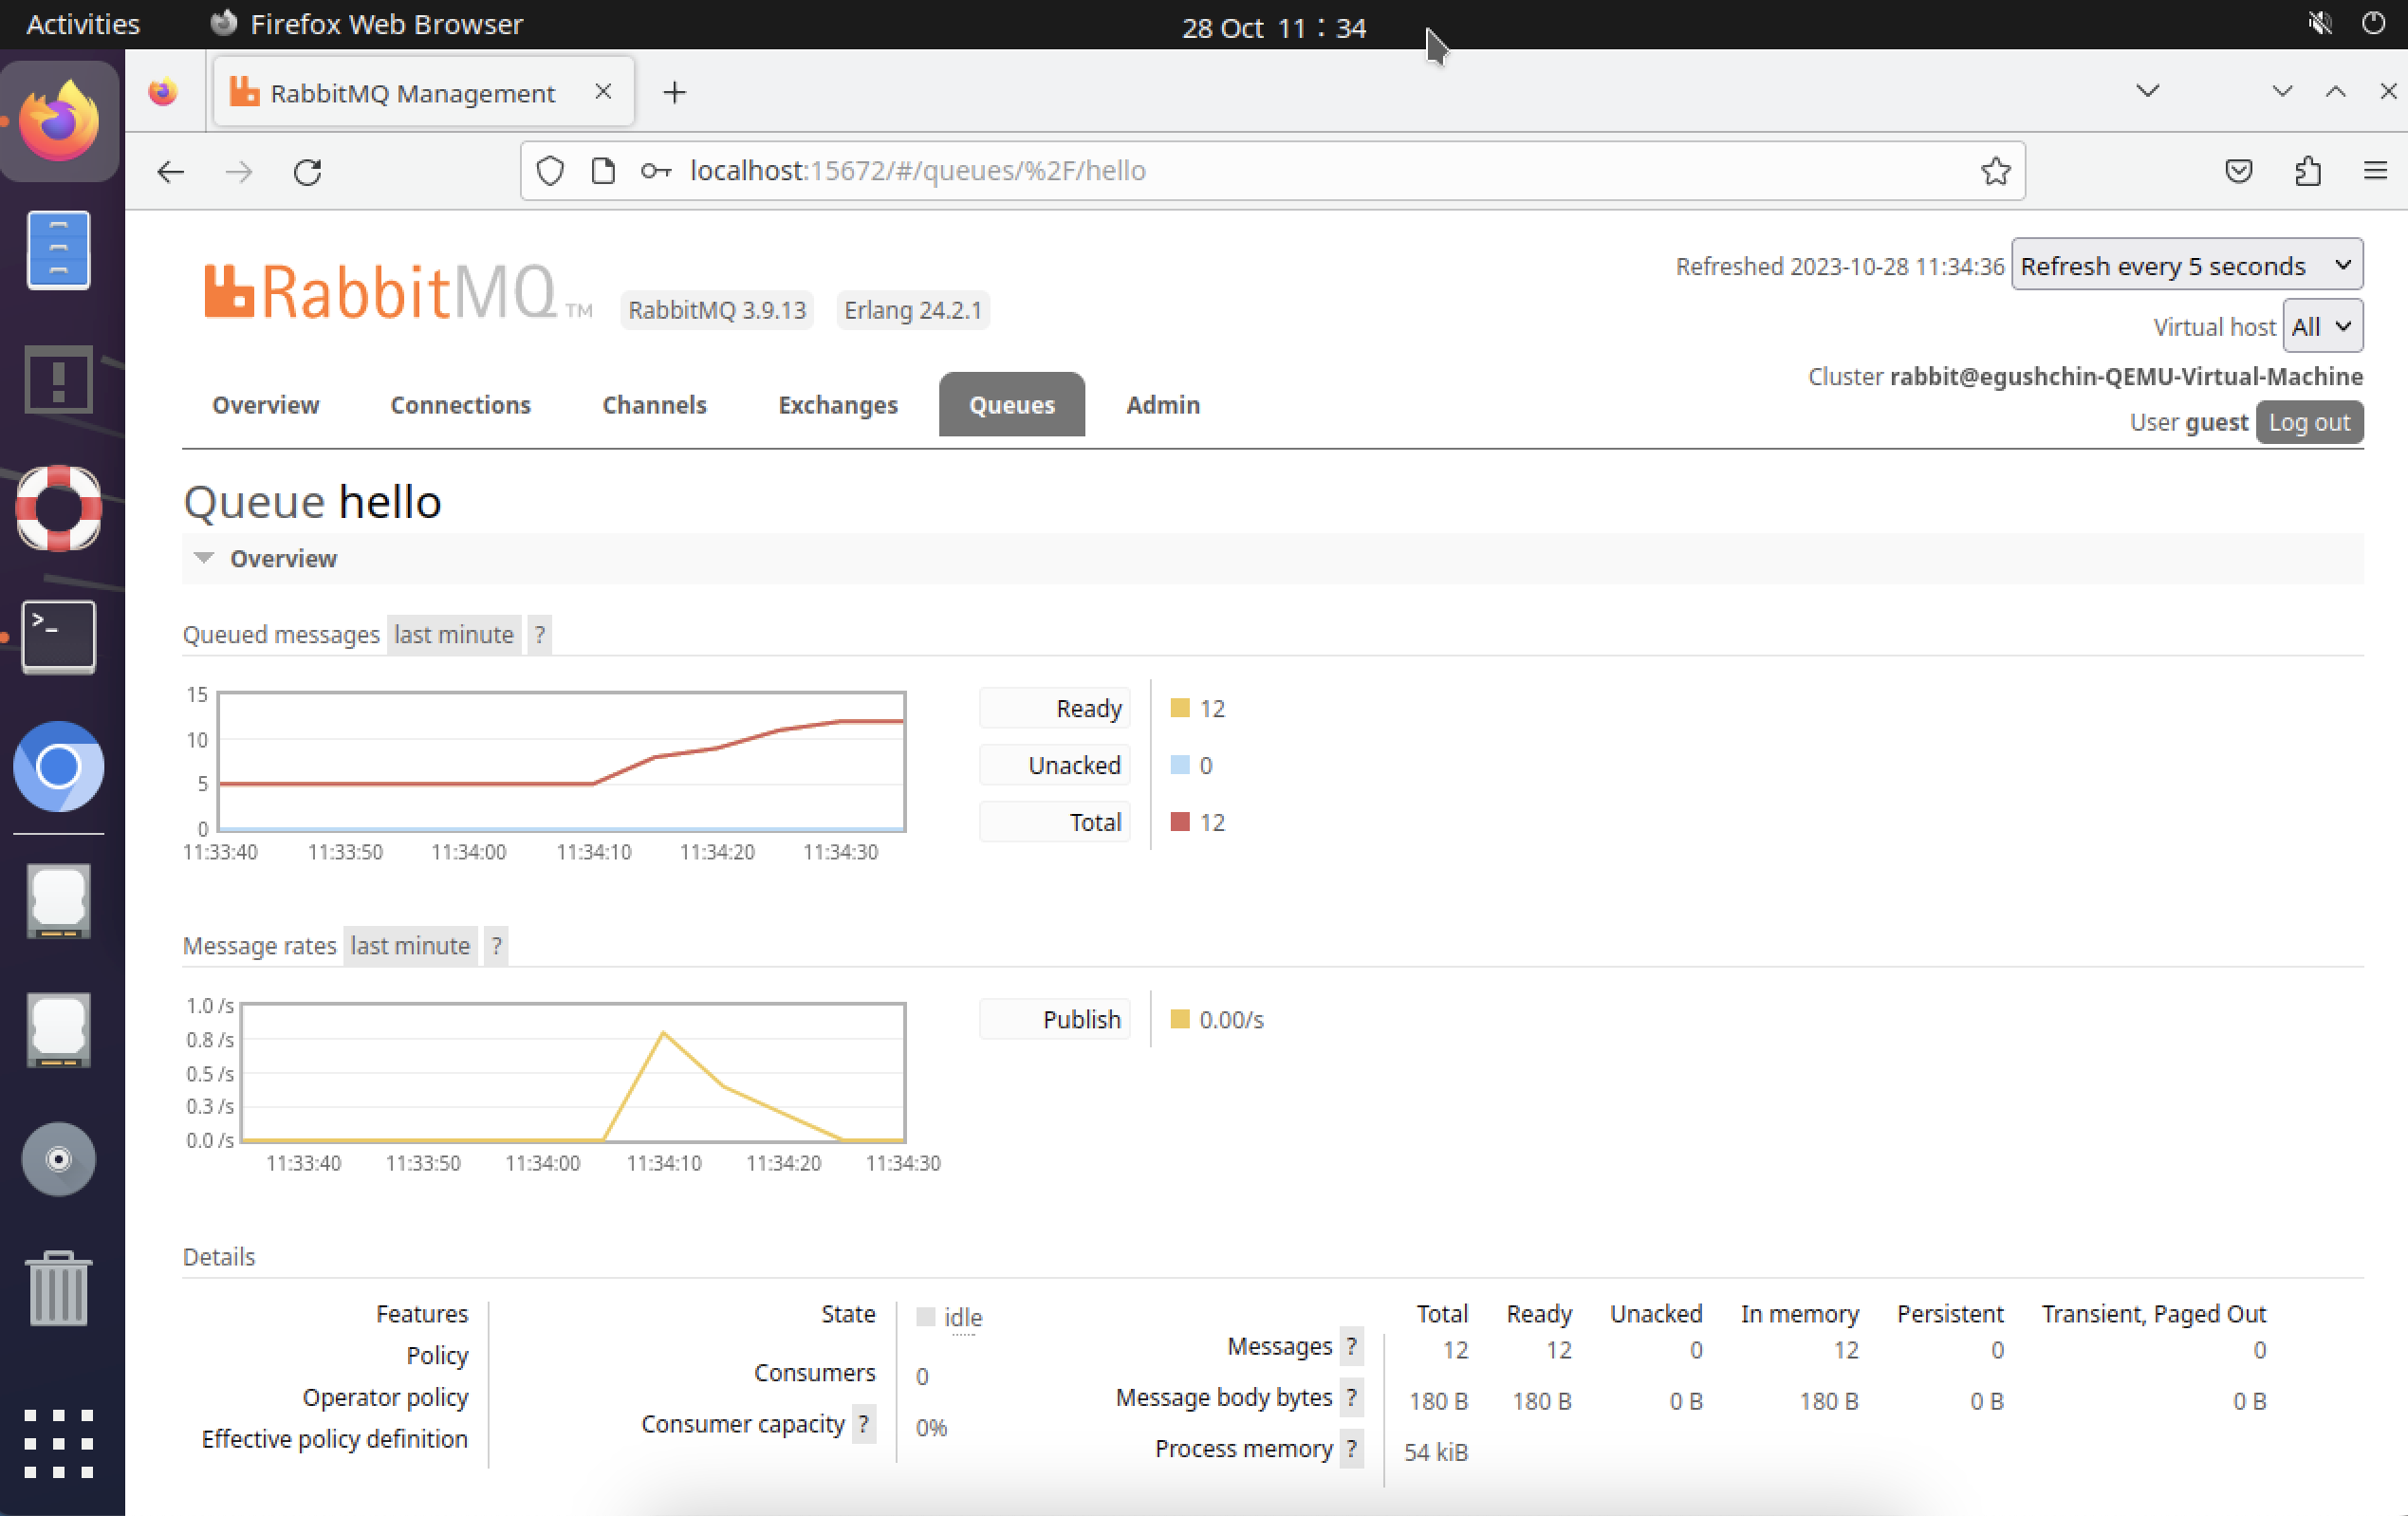 Activities Firefox Web Browser 28 Oct 11 : 34
RabbitMQ Management
localhost:15672/#/queues/%2F/hello
RabbitMQ TM RabbitMQ 3.9.13 Erlang 24.2.1
Refreshed 2023-10-28 11:34:36 Refresh every 5 seconds
Virtual host All
Cluster rabbit@egushchin-QEMU-Virtual-Machine
User guest Log out
Overview Connections Channels Exchanges Queues Admin
Queue hello
Overview
Queued messages last minute ?
15
10
5
0
11:33:40 11:33:50 11:34:00 11:34:10 11:34:20 11:34:30
Ready 12
Unacked 0
Total 12
Message rates last minute ?
1.0 /s
0.8 /s
0.5 /s
0.3 /s
0.0 /s
11:33:40 11:33:50 11:34:00 11:34:10 11:34:20 11:34:30
Publish 0.00/s
Details
Features
Policy
Operator policy
Effective policy definition
State idle
Consumers 0
Consumer capacity ? 0%
Total Ready Unacked In memory Persistent Transient, Paged Out
Messages ? 12 12 0 12 0 0
Message body bytes ? 180 B 180 B 0 B 180 B 0 B 0 B
Process memory ? 54 kiB